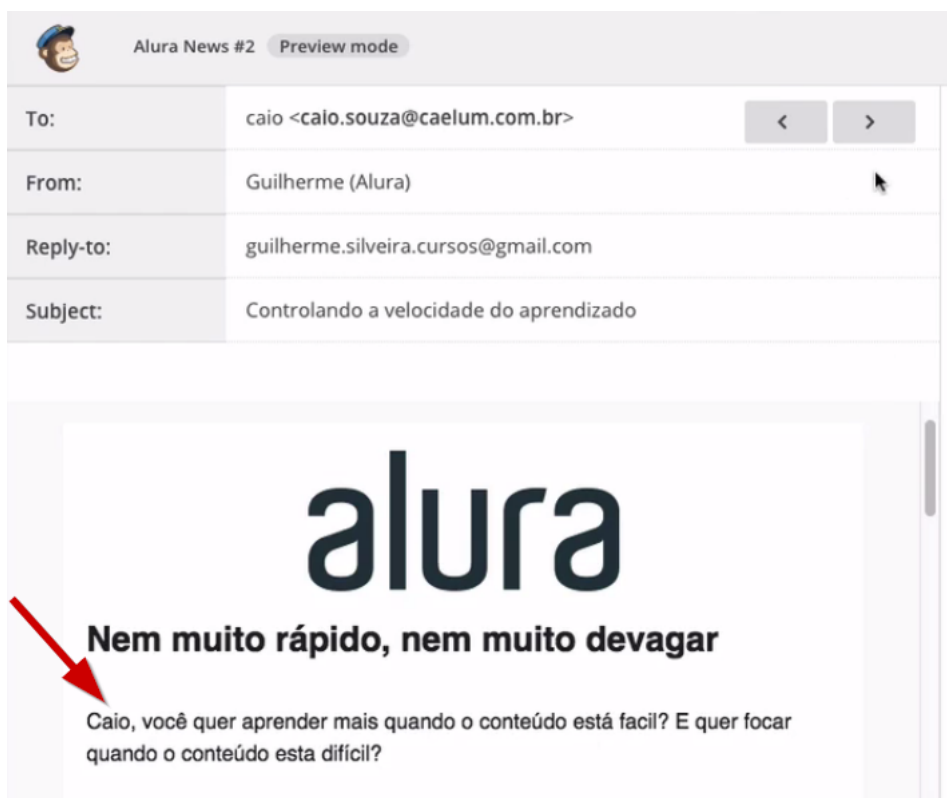 Alura News #2 Preview mode
To: caio <caio.souza@caelum.com.br> < >
From: Guilherme (Alura)
Reply-to: guilherme.silveira.cursos@gmail.com
Subject: Controlando a velocidade do aprendizado
alura
Nem muito rápido, nem muito devagar
Caio, você quer aprender mais quando o conteúdo está facil? E quer focar
quando o conteúdo esta difícil?